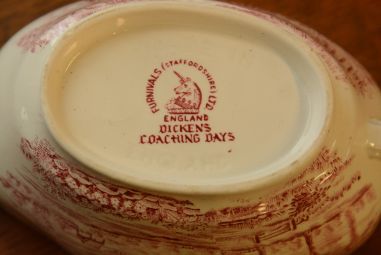 FURNIVALS (STAFFORDSHIRE) LTD
ENGLAND
DICKENS
COACHING DAYS